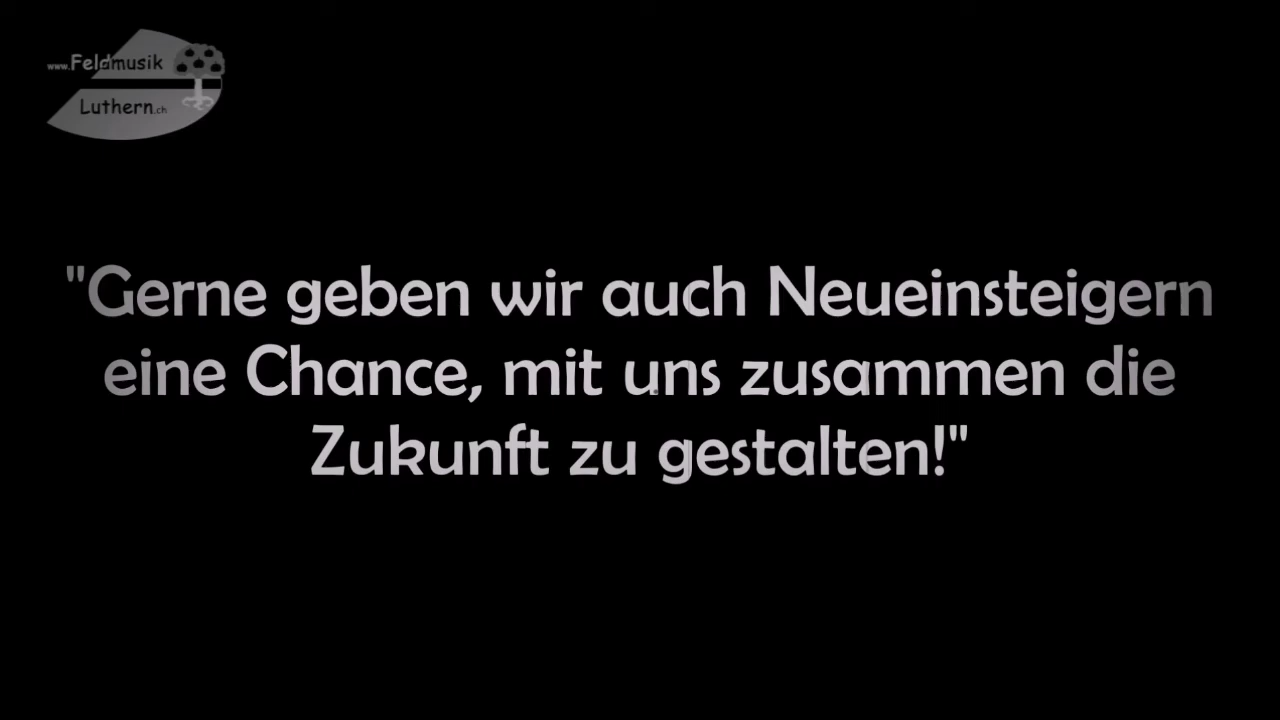 www.Feldmusik
Luthern.ch
"Gerne geben wir auch Neueinsteigern
eine Chance, mit uns zusammen die
Zukunft zu gestalten!"